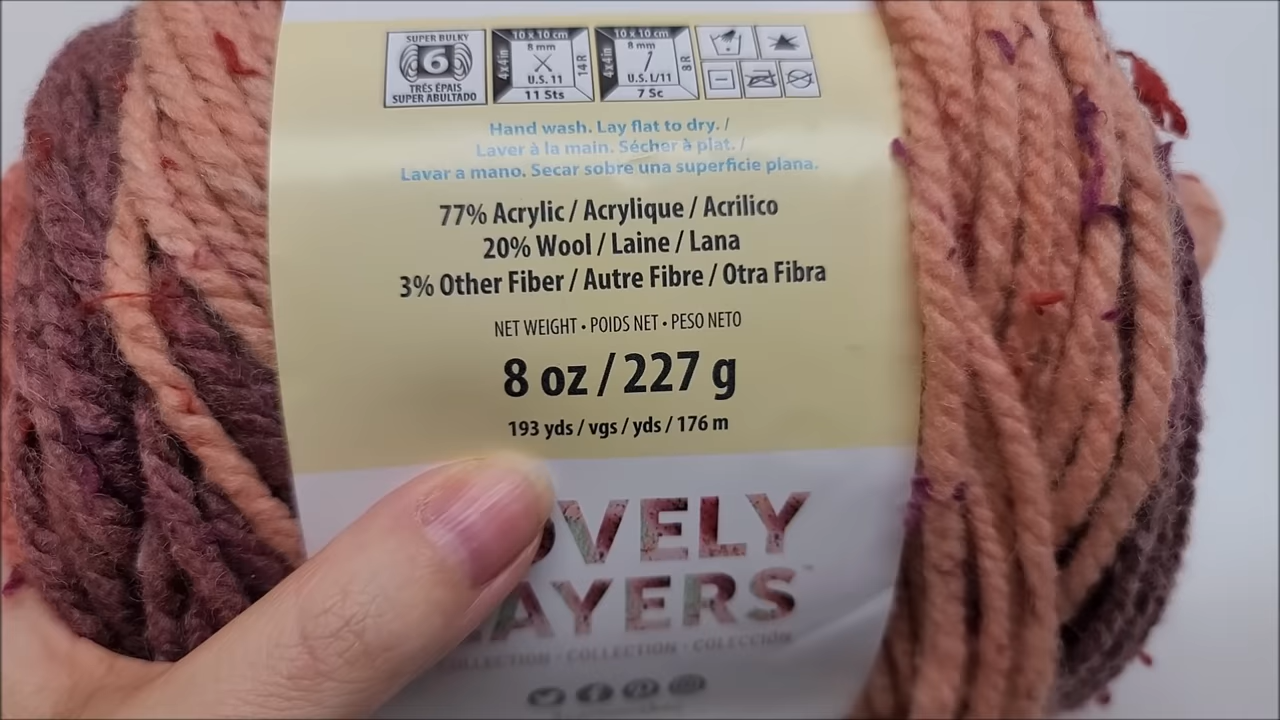 SUPER BULKY
6
TRÉS ÉPAIS
SUPER ABULTADO
10 x 10 cm
8 mm
4x4in
14 R
U.S. 11
11 Sts
10 x 10 cm
8 mm
4x4in
8 R
U.S. L/11
7 Sc
Hand wash. Lay flat to dry. /
Laver à la main. Sécher à plat. /
Lavar a mano. Secar sobre una superficie plana.
77% Acrylic / Acrylique / Acrilico
20% Wool / Laine / Lana
3% Other Fiber / Autre Fibre / Otra Fibra
NET WEIGHT • POIDS NET • PESO NETO
8 oz / 227 g
193 yds / vgs / yds / 176 m
OVELY
AYERS™
COLLECTION • COLLECTION • COLECCIÓN